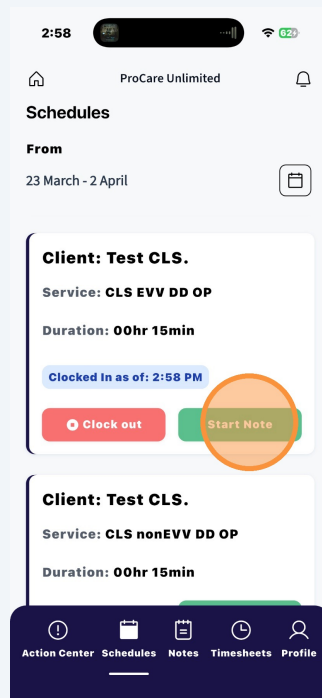 2:58
62
ProCare Unlimited
Schedules
From
23 March - 2 April
Client: Test CLS.
Service: CLS EVV DD OP
Duration: 00hr 15min
Clocked In as of: 2:58 PM
Clock out
Start Note
Client: Test CLS.
Service: CLS nonEVV DD OP
Duration: 00hr 15min
Action Center Schedules Notes Timesheets Profile